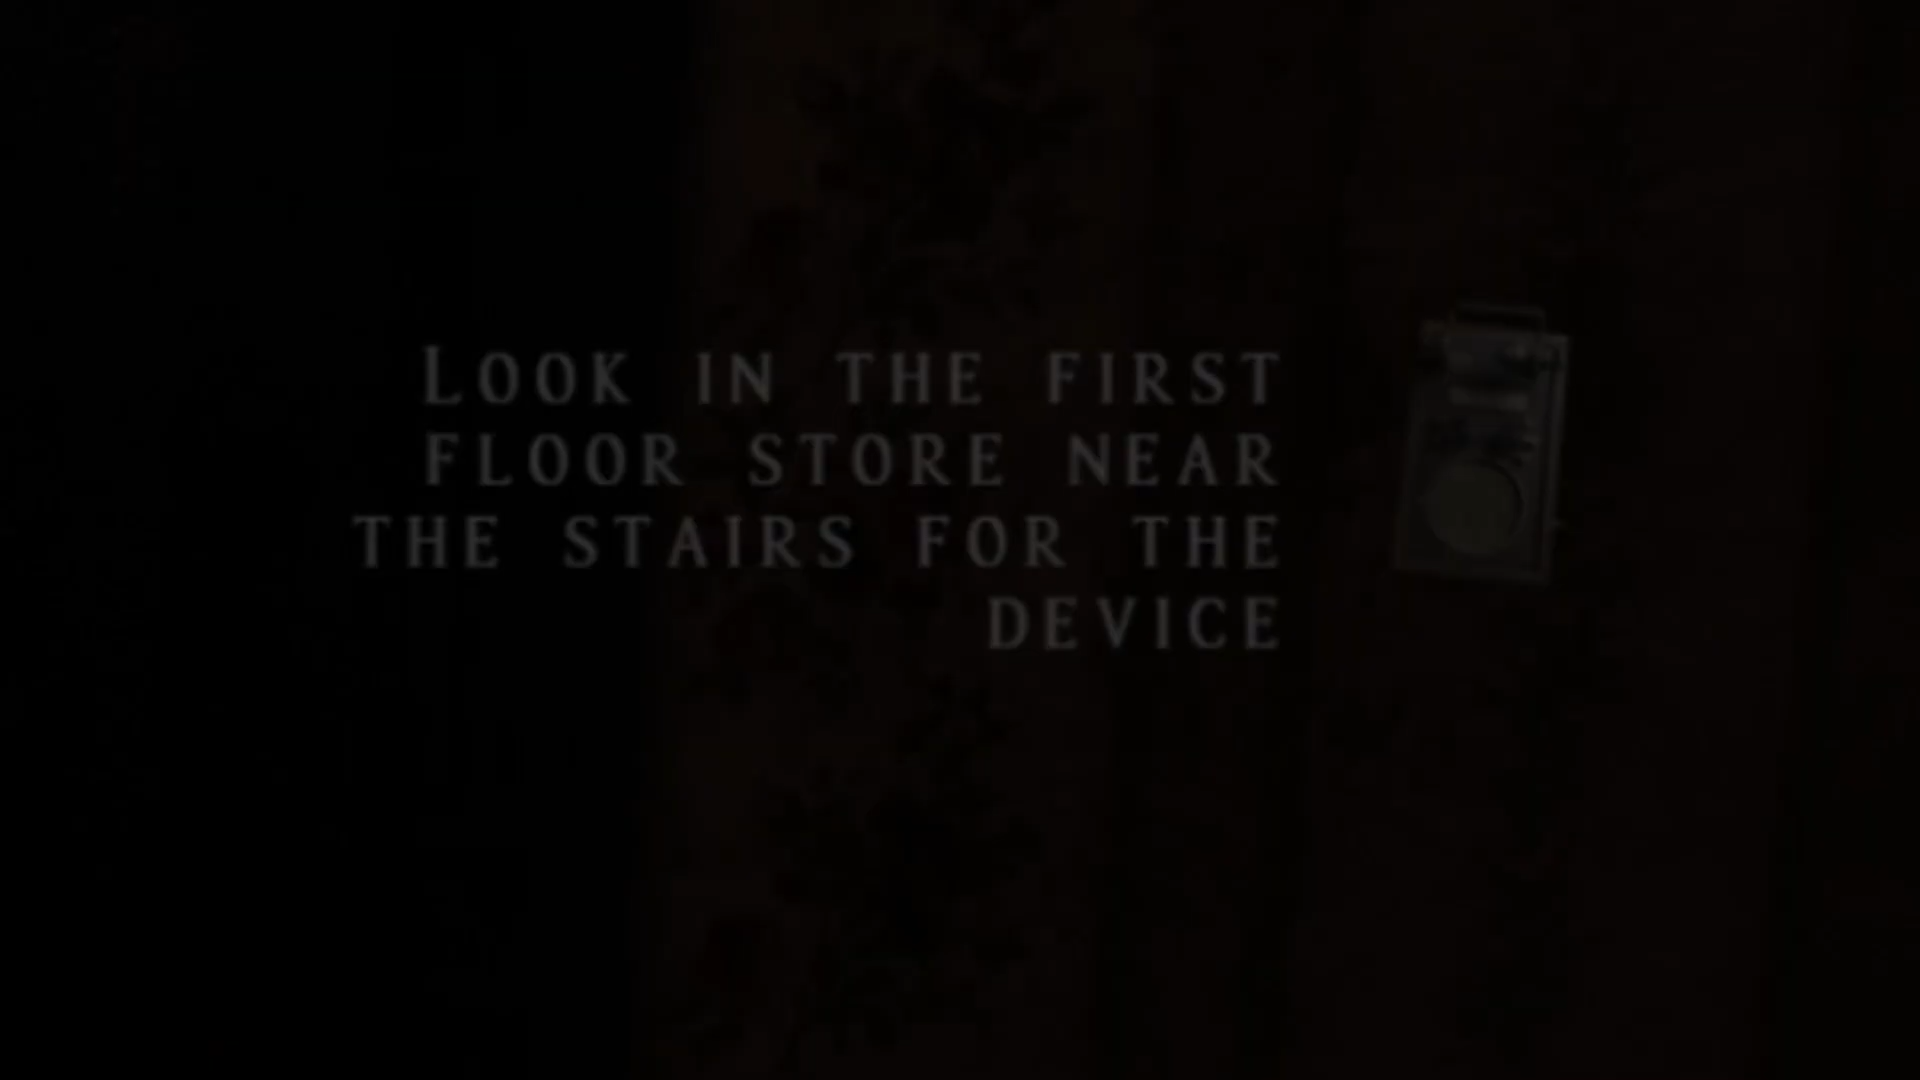 Look in the first
floor store near
the stairs for the
device